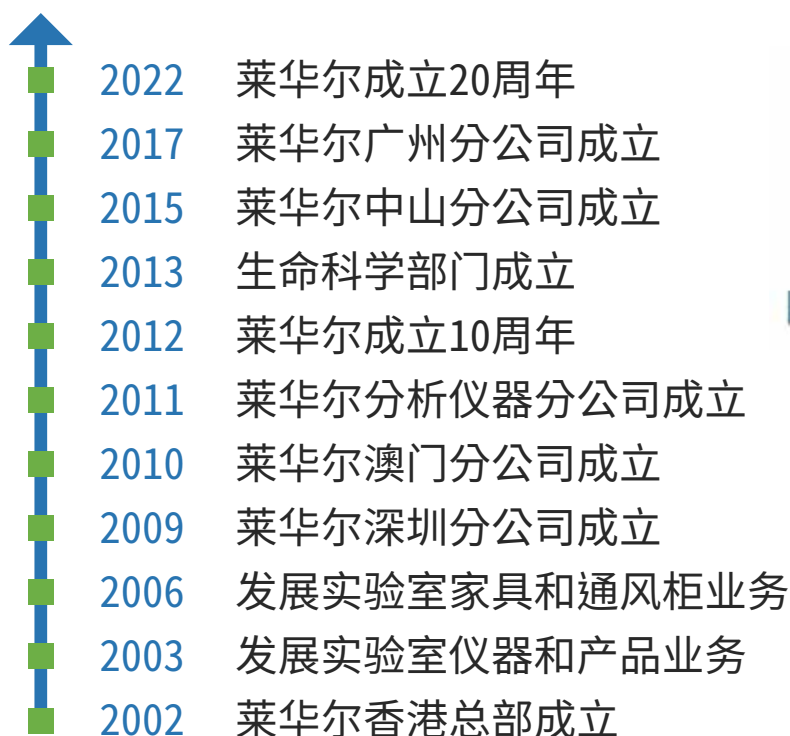 2022 莱华尔成立20周年
2017 莱华尔广州分公司成立
2015 莱华尔中山分公司成立
2013 生命科学部门成立
2012 莱华尔成立10周年
2011 莱华尔分析仪器分公司成立
2010 莱华尔澳门分公司成立
2009 莱华尔深圳分公司成立
2006 发展实验室家具和通风柜业务
2003 发展实验室仪器和产品业务
2002 莱华尔香港总部成立